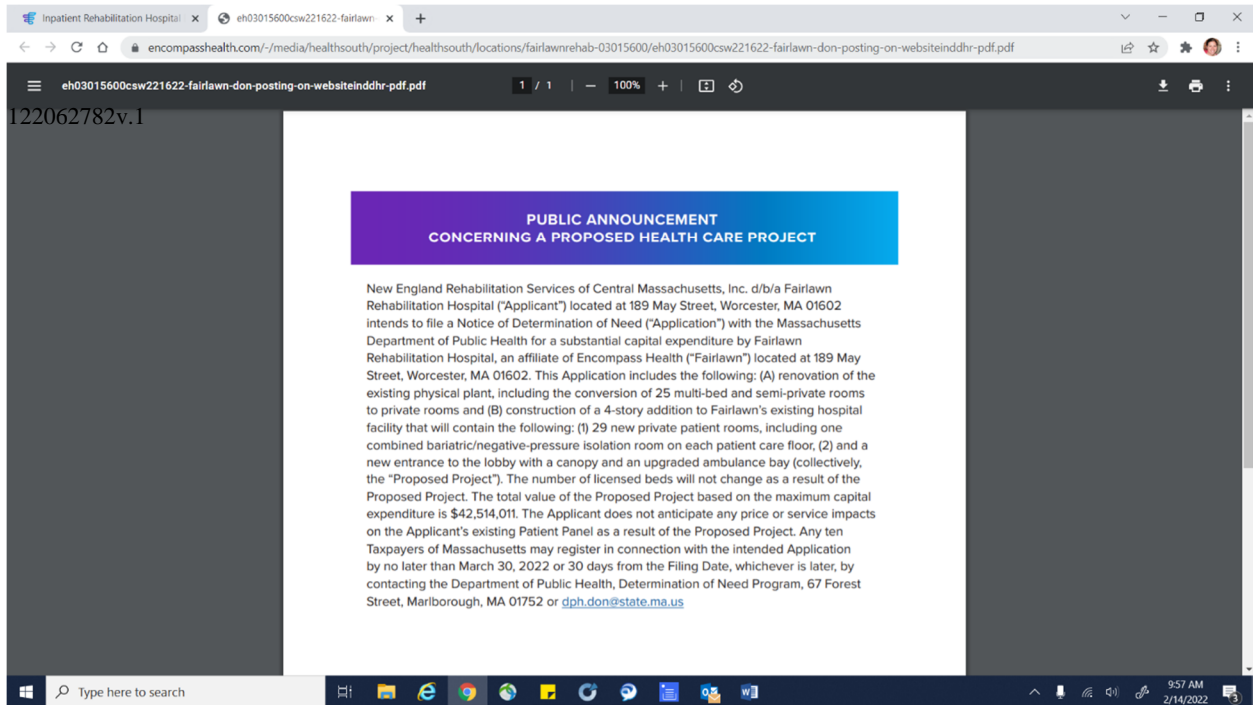 Inpatient Rehabilitation Hospital
eh03015600csw221622-fairlawn-
encompasshealth.com/-/media/healthsouth/project/healthsouth/locations/fairlawnrehab-03015600/eh03015600csw221622-fairlawn-don-posting-on-websiteinddhr-pdf.pdf
eh03015600csw221622-fairlawn-don-posting-on-websiteinddhr-pdf.pdf
1 / 1
100%
122062782v.1
PUBLIC ANNOUNCEMENT
CONCERNING A PROPOSED HEALTH CARE PROJECT
New England Rehabilitation Services of Central Massachusetts, Inc. d/b/a Fairlawn
Rehabilitation Hospital (“Applicant”) located at 189 May Street, Worcester, MA 01602
intends to file a Notice of Determination of Need (“Application”) with the Massachusetts
Department of Public Health for a substantial capital expenditure by Fairlawn
Rehabilitation Hospital, an affiliate of Encompass Health (“Fairlawn”) located at 189 May
Street, Worcester, MA 01602. This Application includes the following: (A) renovation of the
existing physical plant, including the conversion of 25 multi-bed and semi-private rooms
to private rooms and (B) construction of a 4-story addition to Fairlawn’s existing hospital
facility that will contain the following: (1) 29 new private patient rooms, including one
combined bariatric/negative-pressure isolation room on each patient care floor, (2) and a
new entrance to the lobby with a canopy and an upgraded ambulance bay (collectively,
the “Proposed Project”). The number of licensed beds will not change as a result of the
Proposed Project. The total value of the Proposed Project based on the maximum capital
expenditure is $42,514,011. The Applicant does not anticipate any price or service impacts
on the Applicant’s existing Patient Panel as a result of the Proposed Project. Any ten
Taxpayers of Massachusetts may register in connection with the intended Application
by no later than March 30, 2022 or 30 days from the Filing Date, whichever is later, by
contacting the Department of Public Health, Determination of Need Program, 67 Forest
Street, Marlborough, MA 01752 or dph.don@state.ma.us
Type here to search
9:57 AM
2/14/2022
3